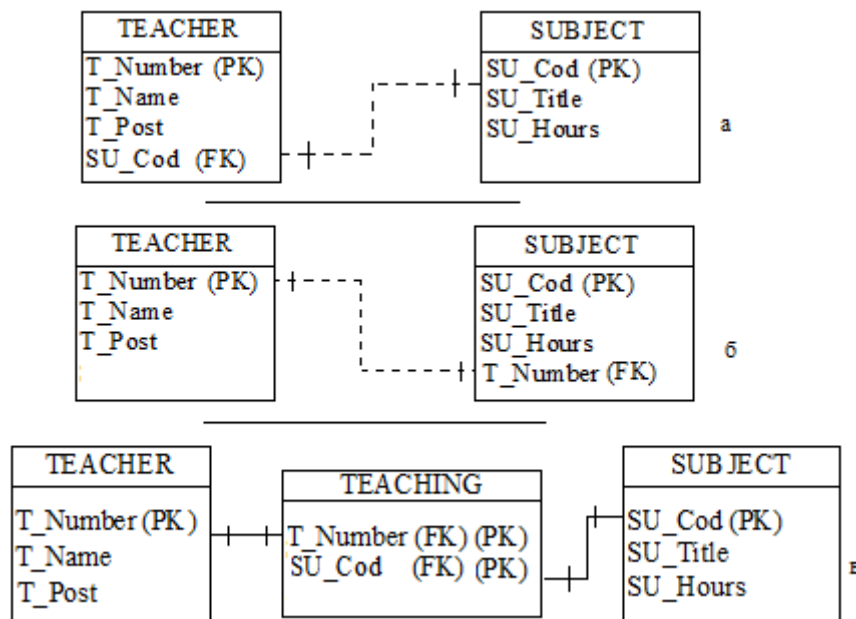 TEACHER
T_Number (PK)
T_Name
T_Post
SU_Cod (FK)
SUBJECT
SU_Cod (PK)
SU_Title
SU_Hours
а
TEACHER
T_Number (PK)
T_Name
T_Post
SUBJECT
SU_Cod (PK)
SU_Title
SU_Hours
T_Number (FK)
б
TEACHER
T_Number (PK)
T_Name
T_Post
TEACHING
T_Number (FK) (PK)
SU_Cod (FK) (PK)
SUBJECT
SU_Cod (PK)
SU_Title
SU_Hours
в